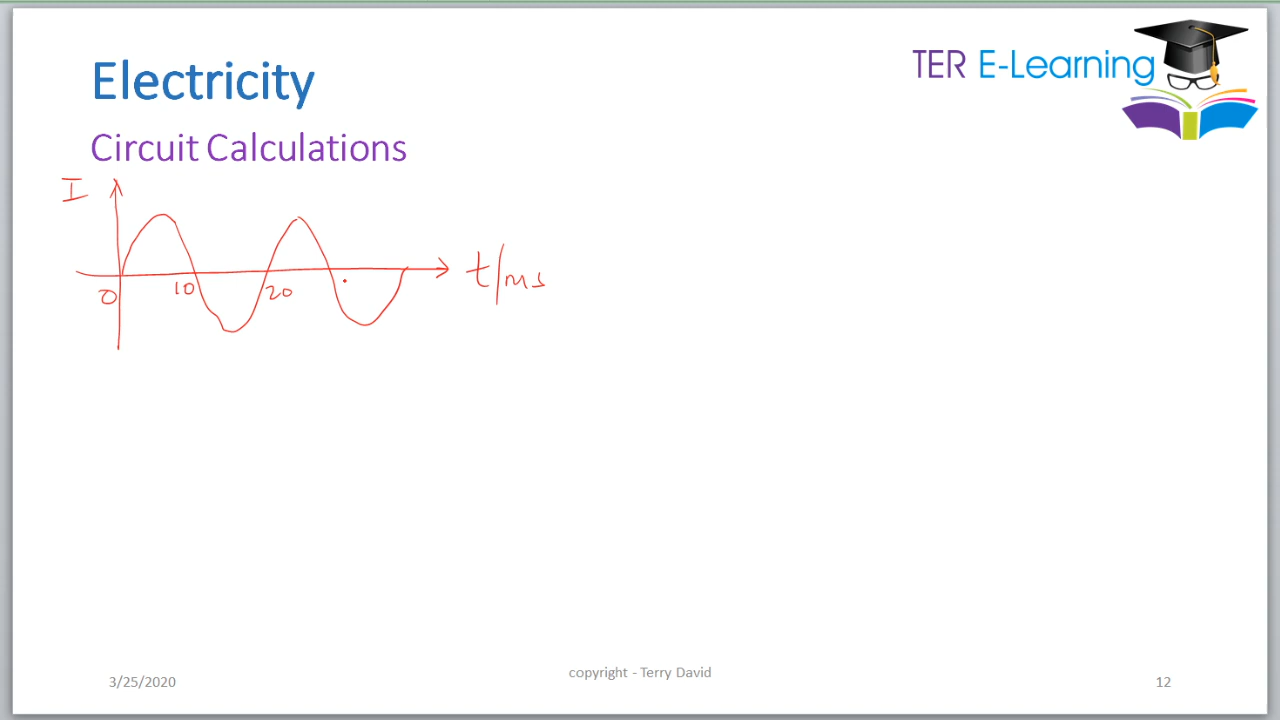 Electricity
TER E-Learning
Circuit Calculations
I
t/ms
0
10
20
3/25/2020
copyright - Terry David
12